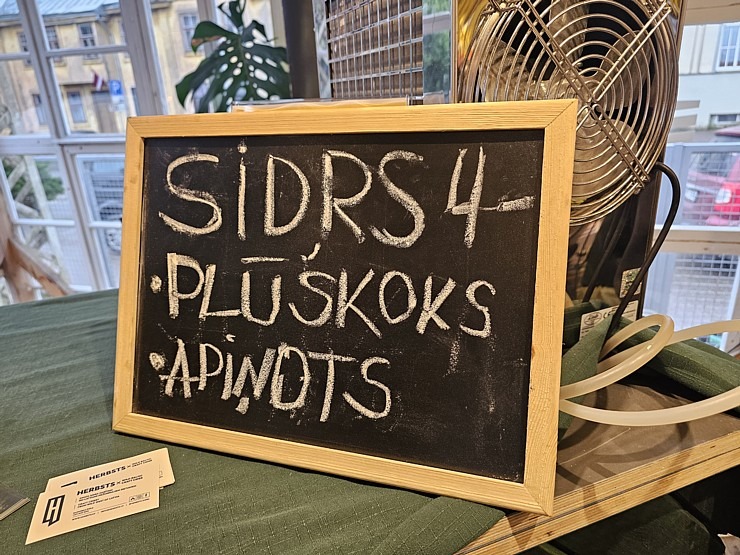 SIDRS 4-
·PLŪŠKOKS
·APIŅOTS
HERBSTS
HERBSTS